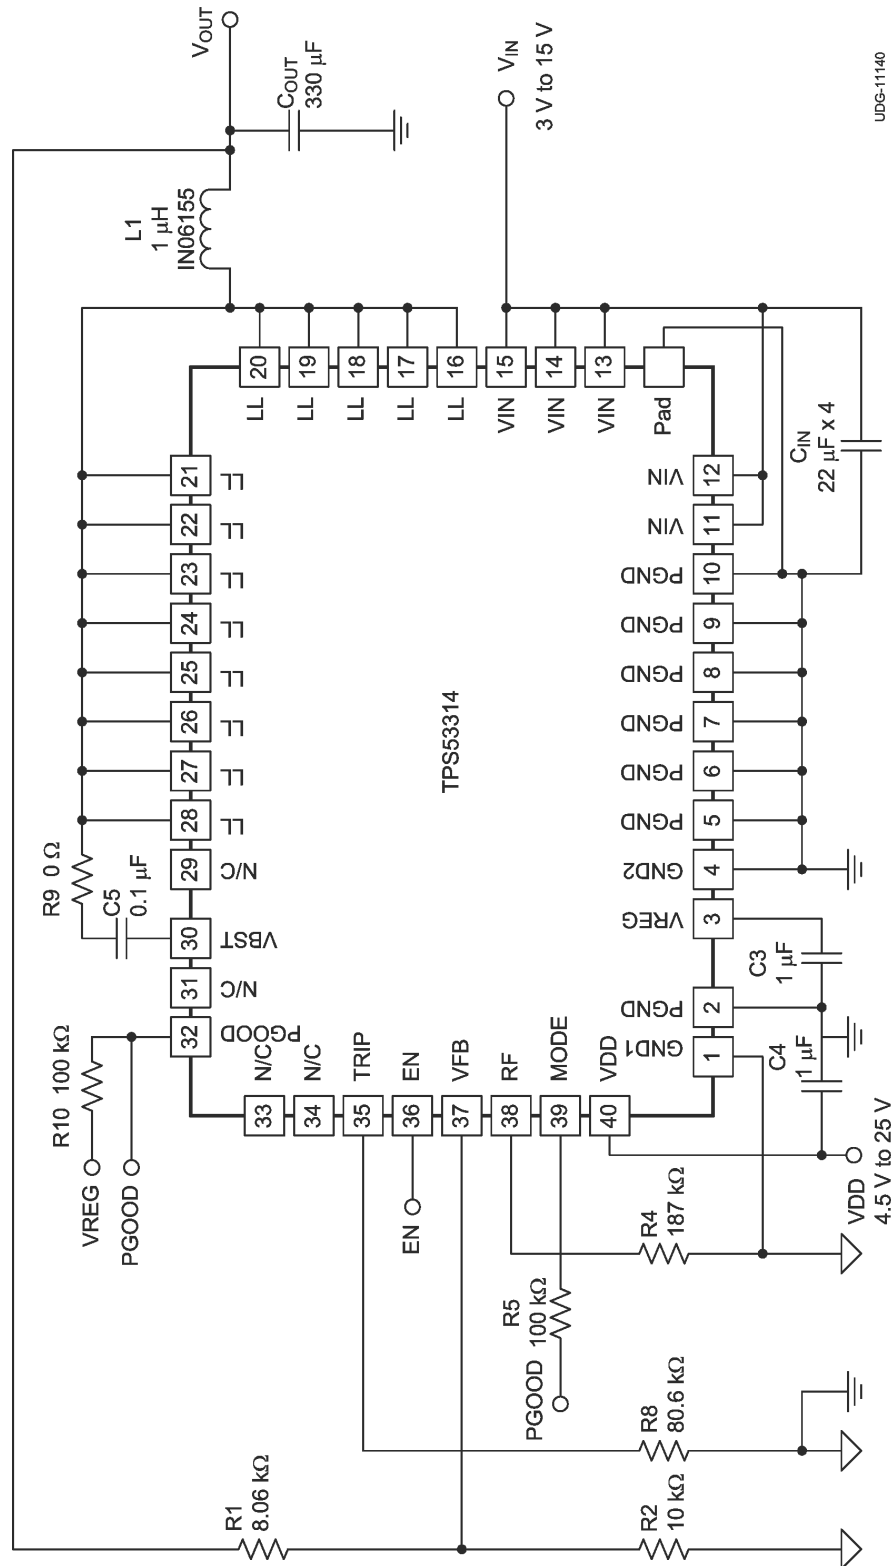 V_OUT
C_OUT
330 µF
L1
1 µH
IN06155
V_IN
3 V to 15 V
UDG-11140
20
19
18
17
16
15
14
13
LL
LL
LL
LL
LL
VIN
VIN
VIN
Pad
C_IN
22 µF x 4
21
22
23
24
25
26
27
28
29
30
31
32
LL
LL
LL
LL
LL
LL
LL
LL
N/C
VBST
N/C
PGOOD
R9 0 Ω
C5
0.1 µF
R10 100 kΩ
VREG
PGOOD
TPS53314
VIN
VIN
PGND
PGND
PGND
PGND
PGND
PGND
GND2
VREG
PGND
GND1
12
11
10
9
8
7
6
5
4
3
2
1
C3
1 µF
C4
1 µF
N/C
N/C
TRIP
EN
VFB
RF
MODE
VDD
33
34
35
36
37
38
39
40
EN
VDD
4.5 V to 25 V
R4
187 kΩ
R5
100 kΩ
PGOOD
R8
80.6 kΩ
R1
8.06 kΩ
R2
10 kΩ